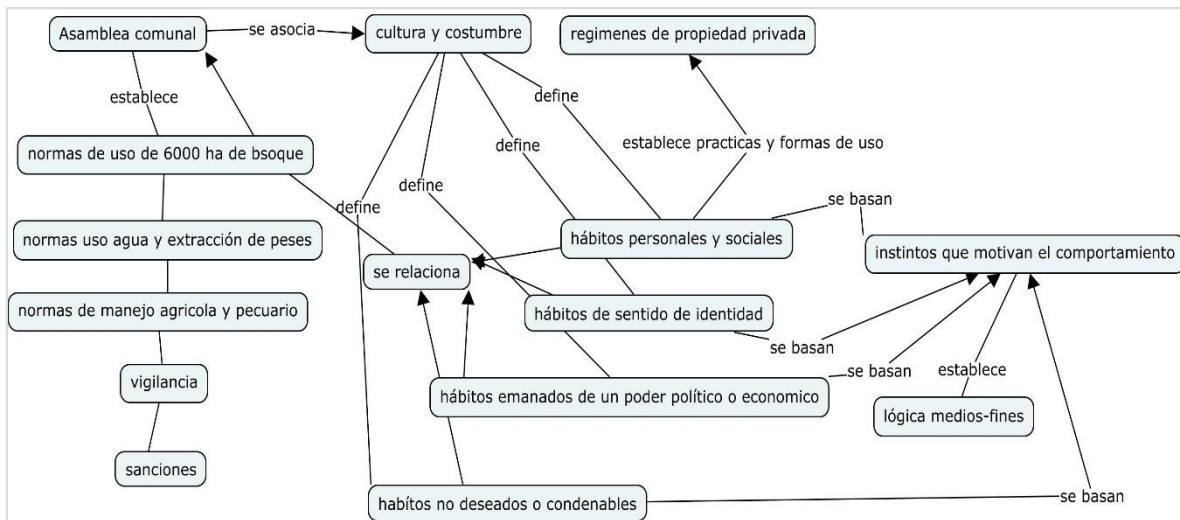 Asamblea comunal
se asocia
cultura y costumbre
regimenes de propiedad privada
establece
define
normas de uso de 6000 ha de bsoque
define
establece practicas y formas de uso
define
define
se basan
normas uso agua y extracción de peses
hábitos personales y sociales
instintos que motivan el comportamiento
se relaciona
normas de manejo agricola y pecuario
hábitos de sentido de identidad
se basan
vigilancia
hábitos emanados de un poder político o economico
se basan
establece
lógica medios-fines
sanciones
habítos no deseados o condenables
se basan